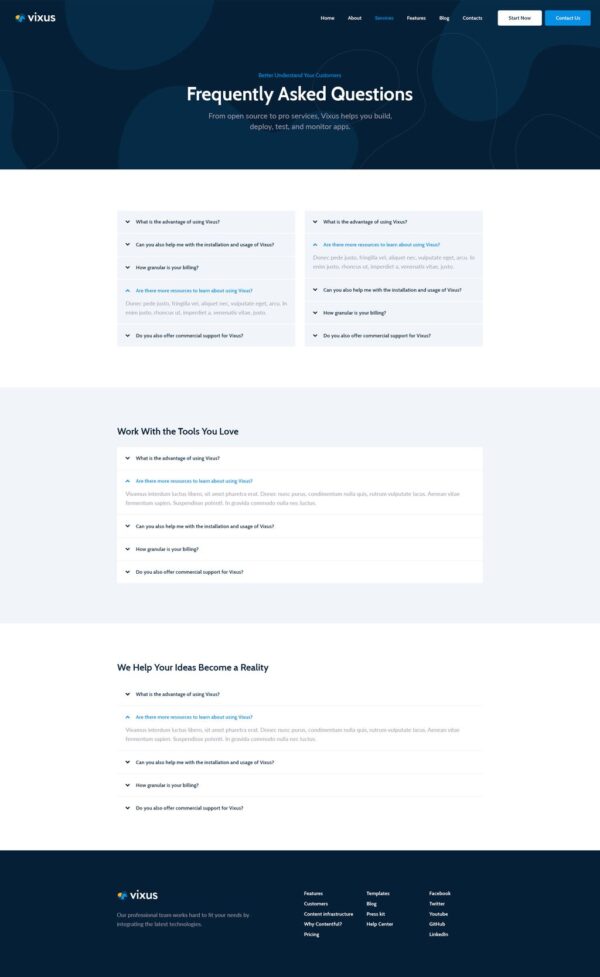 vixus
Home About Services Features Blog Contacts Start Now Contact Us
Better Understand Your Customers
Frequently Asked Questions
From open source to pro services, Vixus helps you build,
deploy, test, and monitor apps.
What is the advantage of using Vixus?
Can you also help me with the installation and usage of Vixus?
How granular is your billing?
Are there more resources to learn about using Vixus?
Donec pede justo, fringilla vel, aliquet nec, vulputate eget, arcu. In
enim justo, rhoncus ut, imperdiet a, venenatis vitae, justo.
Do you also offer commercial support for Vixus?
What is the advantage of using Vixus?
Are there more resources to learn about using Vixus?
Donec pede justo, fringilla vel, aliquet nec, vulputate eget, arcu. In
enim justo, rhoncus ut, imperdiet a, venenatis vitae, justo.
Can you also help me with the installation and usage of Vixus?
How granular is your billing?
Do you also offer commercial support for Vixus?
Work With the Tools You Love
What is the advantage of using Vixus?
Are there more resources to learn about using Vixus?
Vivamus interdum luctus libero, sit amet pharetra erat. Donec nunc purus, condimentum nulla quis, rutrum vulputate lacus. Aenean vitae
fermentum sapien. Suspendisse potenti. In gravida commodo nulla nec luctus.
Can you also help me with the installation and usage of Vixus?
How granular is your billing?
Do you also offer commercial support for Vixus?
We Help Your Ideas Become a Reality
What is the advantage of using Vixus?
Are there more resources to learn about using Vixus?
Vivamus interdum luctus libero, sit amet pharetra erat. Donec nunc purus, condimentum nulla quis, rutrum vulputate lacus. Aenean vitae
fermentum sapien. Suspendisse potenti. In gravida commodo nulla nec luctus.
Can you also help me with the installation and usage of Vixus?
How granular is your billing?
Do you also offer commercial support for Vixus?
vixus
Our professional team works hard to fit your needs by
integrating the latest technologies.
Features
Customers
Content infrastructure
Why Contentful?
Pricing
Templates
Blog
Press kit
Help Center
Facebook
Twitter
Youtube
GitHub
LinkedIn